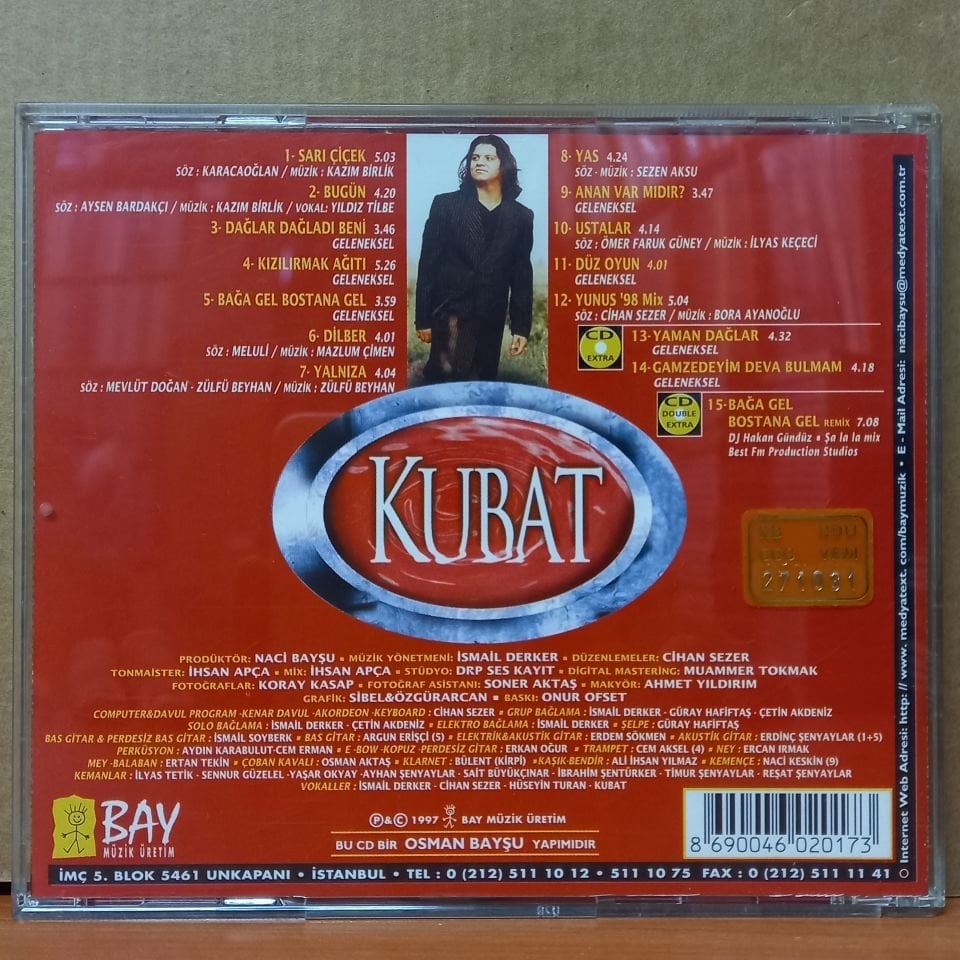 1- SARI ÇİÇEK 5.03
SÖZ : KARACAOĞLAN / MÜZİK : KAZIM BİRLİK
2- BUGÜN 4.20
SÖZ : AYSEN BARDAKÇI / MÜZİK : KAZIM BİRLİK / VOKAL: YILDIZ TİLBE
3- DAĞLAR DAĞLADI BENİ 3.46
GELENEKSEL
4- KIZILIRMAK AĞITI 5.26
GELENEKSEL
5- BAĞA GEL BOSTANA GEL 3.59
GELENEKSEL
6- DİLBER 4.01
SÖZ : MELULİ / MÜZİK : MAZLUM ÇİMEN
7- YALNIZA 4.04
SÖZ : MEVLÜT DOĞAN - ZÜLFÜ BEYHAN / MÜZİK : ZÜLFÜ BEYHAN
8- YAS 4.24
SÖZ - MÜZİK : SEZEN AKSU
9- ANAN VAR MIDIR? 3.47
GELENEKSEL
10- USTALAR 4.14
SÖZ : ÖMER FARUK GÜNEY / MÜZİK : İLYAS KEÇECİ
11- DÜZ OYUN 4.01
GELENEKSEL
12- YUNUS '98 Mix 5.04
SÖZ : CİHAN SEZER / MÜZİK : BORA AYANOĞLU
CD
EXTRA
13- YAMAN DAĞLAR 4.32
GELENEKSEL
14- GAMZEDEYİM DEVA BULMAM 4.18
GELENEKSEL
CD
DOUBLE
EXTRA
15- BAĞA GEL
BOSTANA GEL REMIX 7.08
DJ Hakan Gündüz ▪ Şa la la mix
Best Fm Production Studios
KUBAT
271031
PRODÜKTÖR: NACİ BAYŞU ▪ MÜZİK YÖNETMENİ: İSMAİL DERKER ▪ DÜZENLEMELER: CİHAN SEZER
TONMAISTER: İHSAN APÇA ▪ MİX: İHSAN APÇA ▪ STÜDYO: DRP SES KAYIT ▪ DIGITAL MASTERING: MUAMMER TOKMAK
FOTOĞRAFLAR: KORAY KASAP ▪ FOTOĞRAF ASİSTANI: SONER AKTAŞ ▪ MAKYÖR: AHMET YILDIRIM
GRAFİK: SİBEL&ÖZGÜRARCAN ▪ BASKI: ONUR OFSET
COMPUTER&DAVUL PROGRAM -KENAR DAVUL -AKORDEON -KEYBOARD : CİHAN SEZER ▪ GRUP BAĞLAMA : İSMAİL DERKER - GÜRAY HAFİFTAŞ - ÇETİN AKDENİZ
SOLO BAĞLAMA : İSMAİL DERKER - ÇETİN AKDENİZ ▪ ELEKTRO BAĞLAMA : İSMAİL DERKER ▪ ŞELPE : GÜRAY HAFİFTAŞ
BAS GİTAR & PERDESİZ BAS GİTAR : İSMAİL SOYBERK ▪ BAS GİTAR : ARGUN ERİŞÇİ (5) ▪ ELEKTRİK&AKUSTİK GİTAR : ERDEM SÖKMEN ▪ AKUSTİK GİTAR : ERDİNÇ ŞENYAYLAR (1+5)
PERKÜSYON : AYDIN KARABULUT-CEM ERMAN ▪ E -BOW -KOPUZ -PERDESİZ GİTAR : ERKAN OĞUR ▪ TRAMPET : CEM AKSEL (4) ▪ NEY : ERCAN IRMAK
MEY -BALABAN : ERTAN TEKİN ▪ ÇOBAN KAVALI : OSMAN AKTAŞ ▪ KLARNET : BÜLENT (KİRPİ) ▪ KAŞIK-BENDİR : ALİ İHSAN YILMAZ ▪ KEMENÇE : NACİ KESKİN (9)
KEMANLAR : İLYAS TETİK - SENNUR GÜZELEL -YAŞAR OKYAY -AYHAN ŞENYAYLAR - SAİT BÜYÜKÇINAR - İBRAHİM ŞENTÜRKER - TİMUR ŞENYAYLAR - REŞAT ŞENYAYLAR
VOKALLER : İSMAİL DERKER - CİHAN SEZER - HÜSEYİN TURAN - KUBAT
BAY
MÜZİK ÜRETİM
℗&© 1997 BAY MÜZİK ÜRETİM
BU CD BİR OSMAN BAYŞU YAPIMIDIR
8 690046 020173
İMÇ 5. BLOK 5461 UNKAPANI • İSTANBUL • TEL : 0 (212) 511 10 12 • 511 10 75 FAX : 0 (212) 511 11 41
Internet Web Adresi: http:// www. medyatext. com/baymuzik • E - Mail Adresi: nacibaysu@medyatext.com.tr